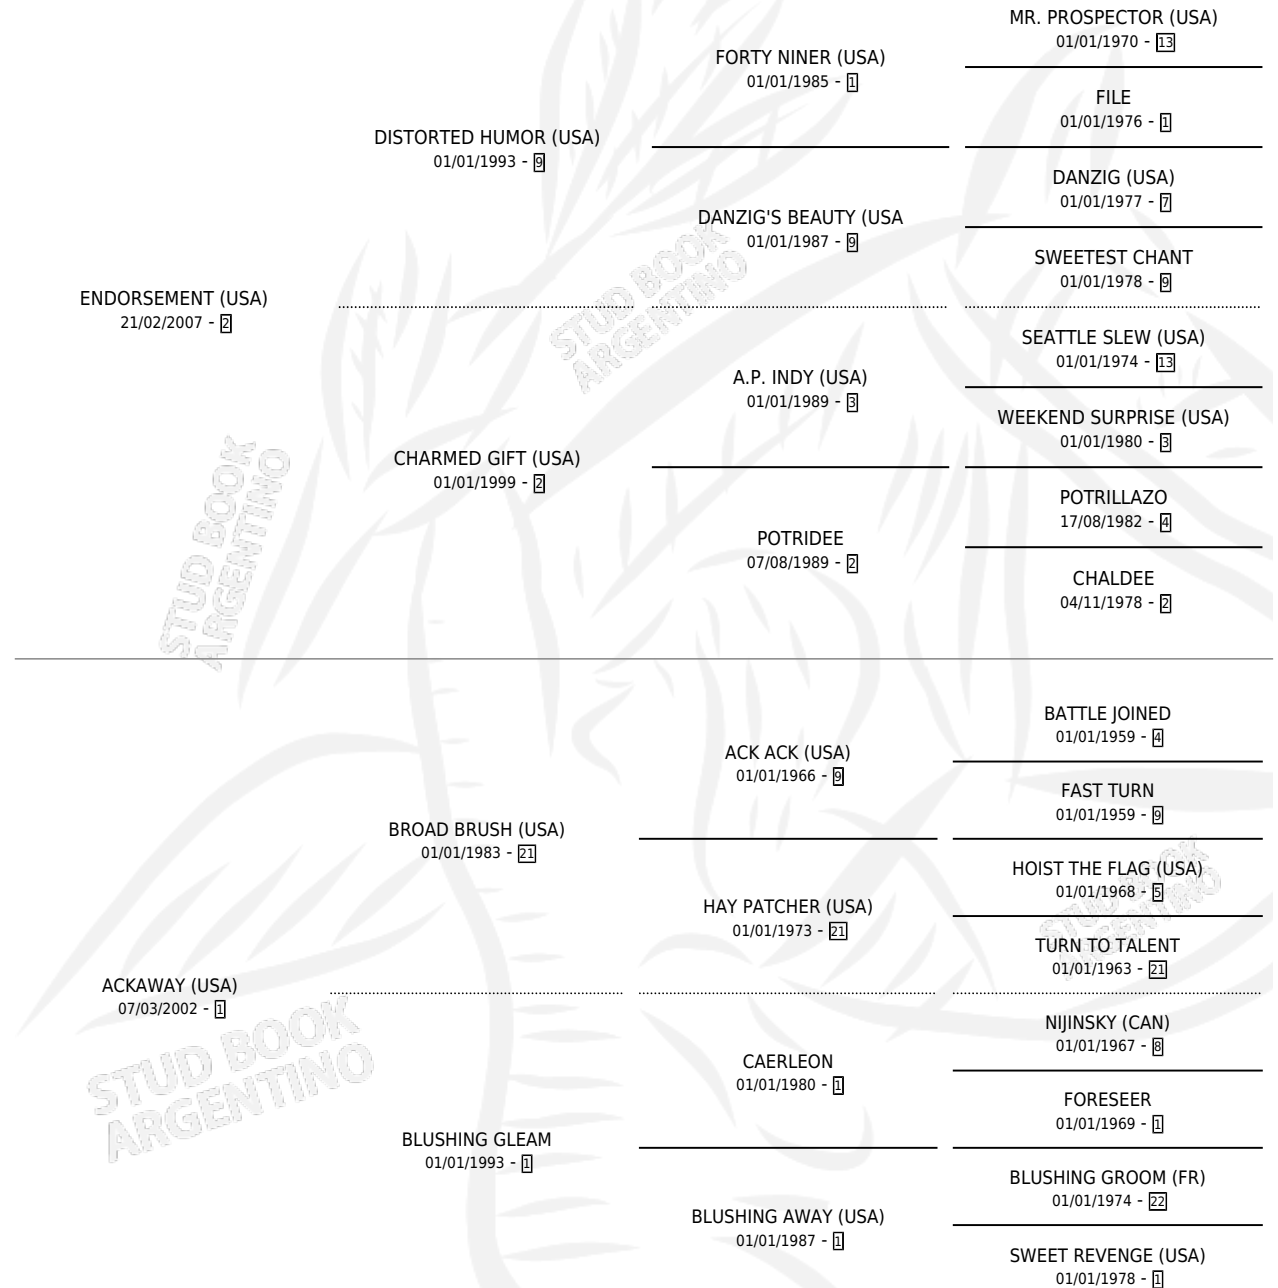 MR. PROSPECTOR (USA)
01/01/1970 - 13
FORTY NINER (USA)
01/01/1985 - 1
FILE
01/01/1976 - 1
DISTORTED HUMOR (USA)
01/01/1993 - 9
DANZIG (USA)
01/01/1977 - 7
DANZIG'S BEAUTY (USA
01/01/1987 - 9
SWEETEST CHANT
01/01/1978 - 9
ENDORSEMENT (USA)
21/02/2007 - 2
STUD BOOK
ARGENTINO
SEATTLE SLEW (USA)
01/01/1974 - 13
A.P. INDY (USA)
01/01/1989 - 3
WEEKEND SURPRISE (USA)
01/01/1980 - 3
CHARMED GIFT (USA)
01/01/1999 - 2
POTRILLAZO
17/08/1982 - 4
POTRIDEE
07/08/1989 - 2
CHALDEE
04/11/1978 - 2
STUD BOOK
ARGENTINO
BATTLE JOINED
01/01/1959 - 4
ACK ACK (USA)
01/01/1966 - 9
FAST TURN
01/01/1959 - 9
BROAD BRUSH (USA)
01/01/1983 - 21
HOIST THE FLAG (USA)
01/01/1968 - 5
HAY PATCHER (USA)
01/01/1973 - 21
STUD BOOK
ARGENTINO
TURN TO TALENT
01/01/1963 - 21
ACKAWAY (USA)
07/03/2002 - 1
STUD BOOK
ARGENTINO
NIJINSKY (CAN)
01/01/1967 - 8
CAERLEON
01/01/1980 - 1
FORESEER
01/01/1969 - 1
BLUSHING GLEAM
01/01/1993 - 1
BLUSHING GROOM (FR)
01/01/1974 - 22
BLUSHING AWAY (USA)
01/01/1987 - 1
SWEET REVENGE (USA)
01/01/1978 - 1